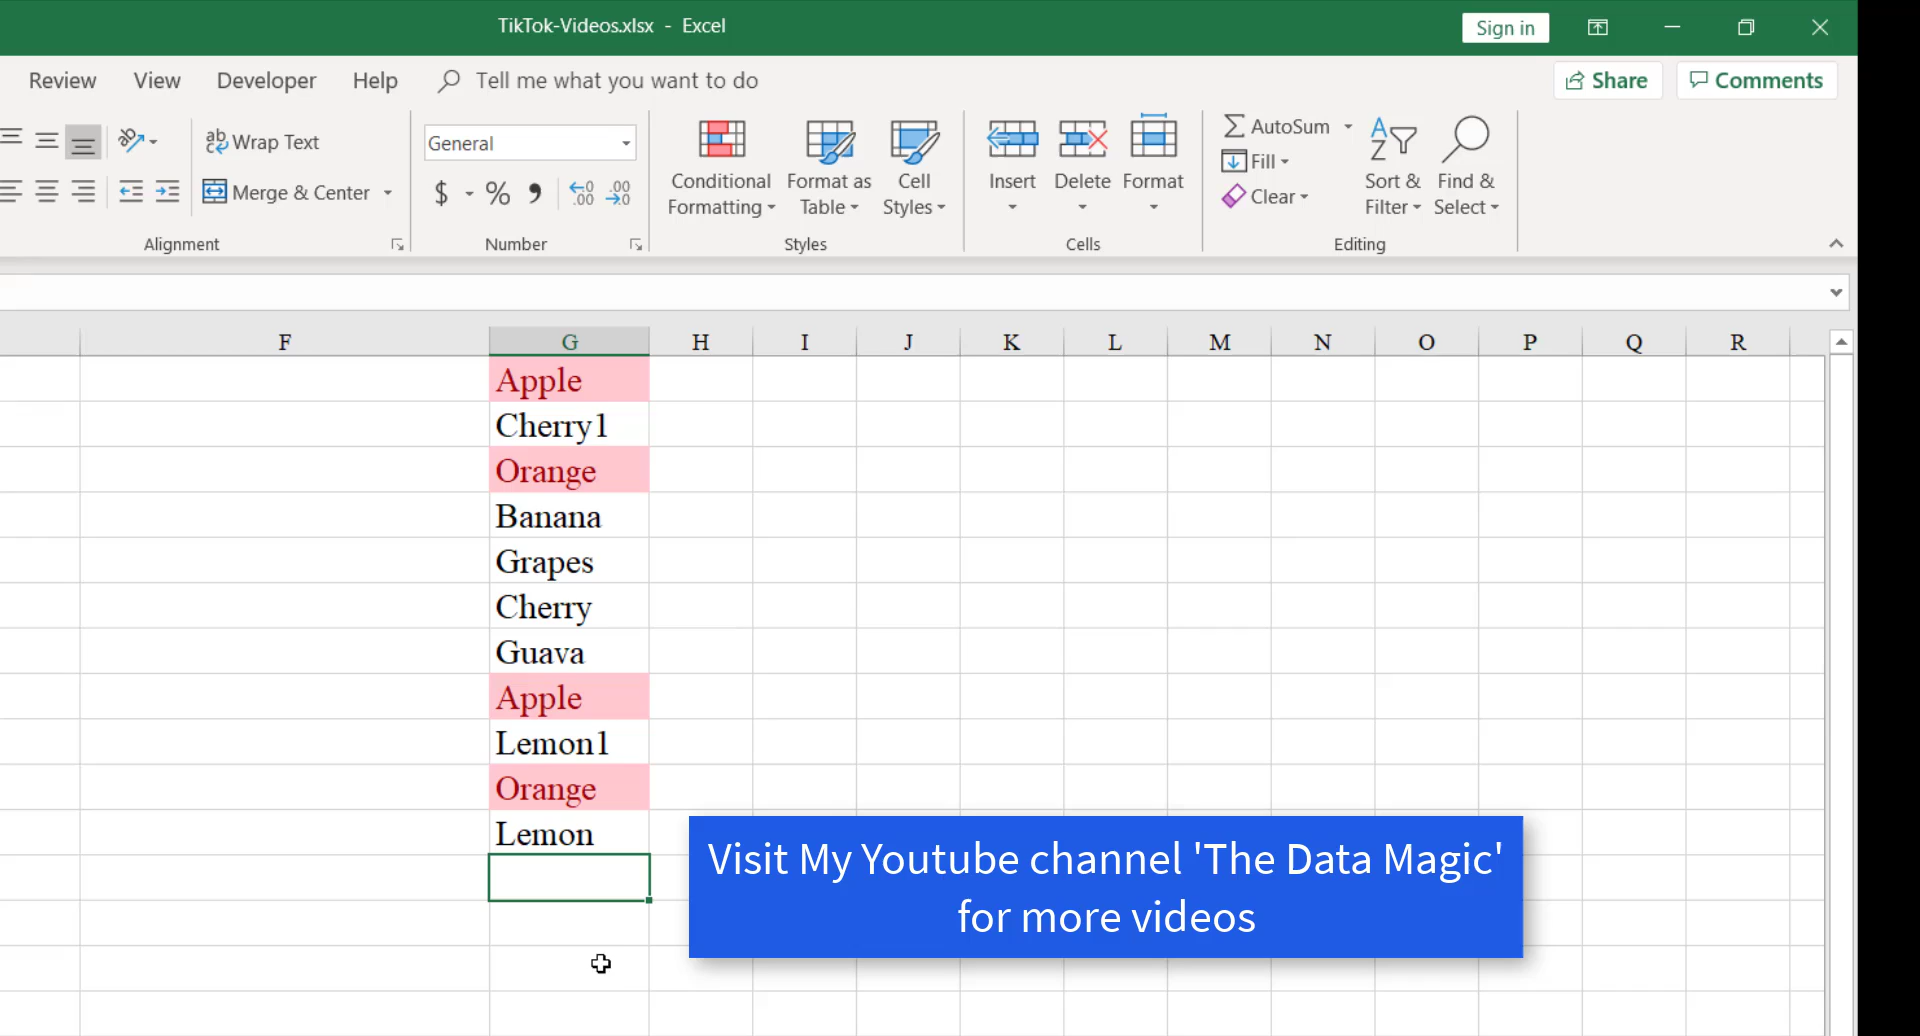 TikTok-Videos.xlsx - Excel
Sign in
Review View Developer Help Tell me what you want to do
Share Comments
Wrap Text
Merge & Center
Alignment
General
$ % ,
Number
Conditional Formatting
Format as Table
Cell Styles
Styles
Insert
Delete
Format
Cells
AutoSum
Fill
Clear
Sort & Filter
Find & Select
Editing
F G H I J K L M N O P Q R
Apple
Cherry1
Orange
Banana
Grapes
Cherry
Guava
Apple
Lemon1
Orange
Lemon
Visit My Youtube channel 'The Data Magic'
for more videos